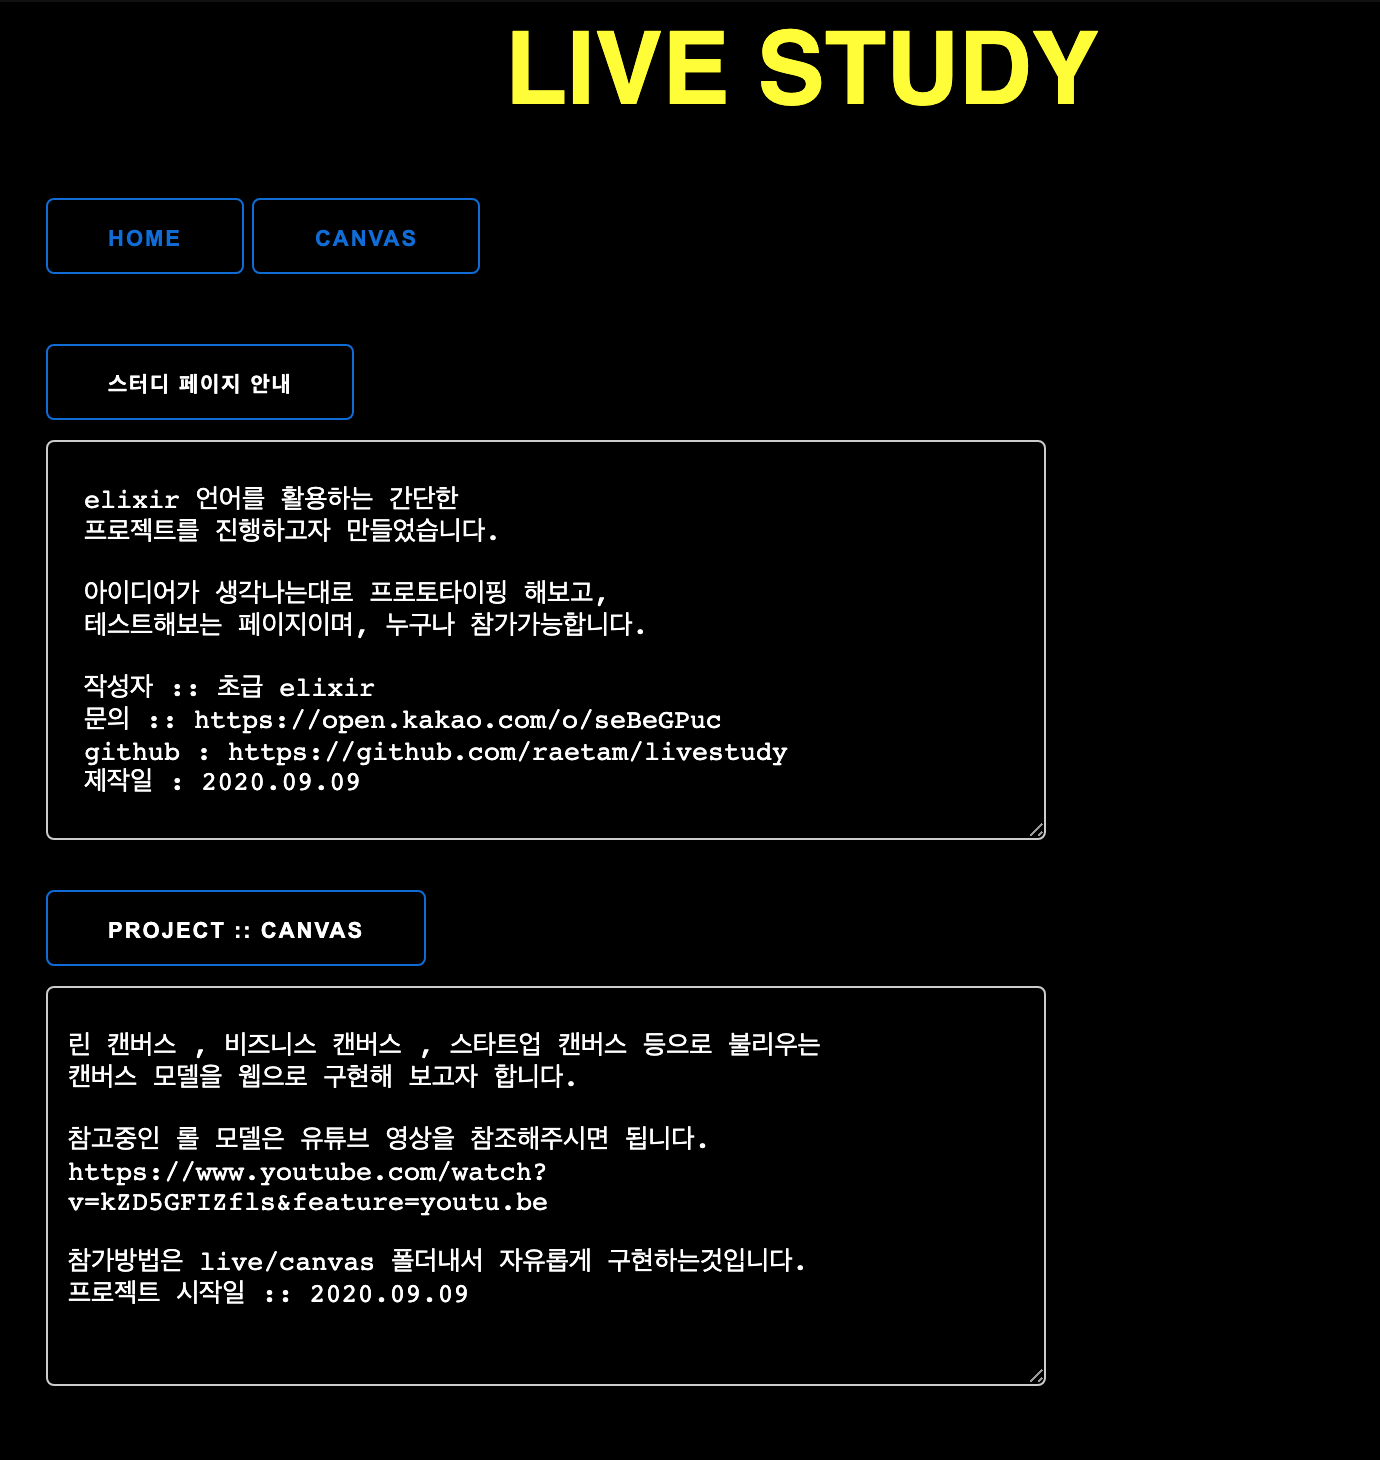 LIVE STUDY
HOME CANVAS
스터디 페이지 안내
elixir 언어를 활용하는 간단한
프로젝트를 진행하고자 만들었습니다.
아이디어가 생각나는대로 프로토타이핑 해보고,
테스트해보는 페이지이며, 누구나 참가가능합니다.
작성자 :: 초급 elixir
문의 :: https://open.kakao.com/o/seBeGPuc
github : https://github.com/raetam/livestudy
제작일 : 2020.09.09
PROJECT :: CANVAS
린 캔버스 , 비즈니스 캔버스 , 스타트업 캔버스 등으로 불리우는
캔버스 모델을 웹으로 구현해 보고자 합니다.
참고중인 롤 모델은 유튜브 영상을 참조해주시면 됩니다.
https://www.youtube.com/watch?
v=kZD5GFIZfls&feature=youtu.be
참가방법은 live/canvas 폴더내서 자유롭게 구현하는것입니다.
프로젝트 시작일 :: 2020.09.09